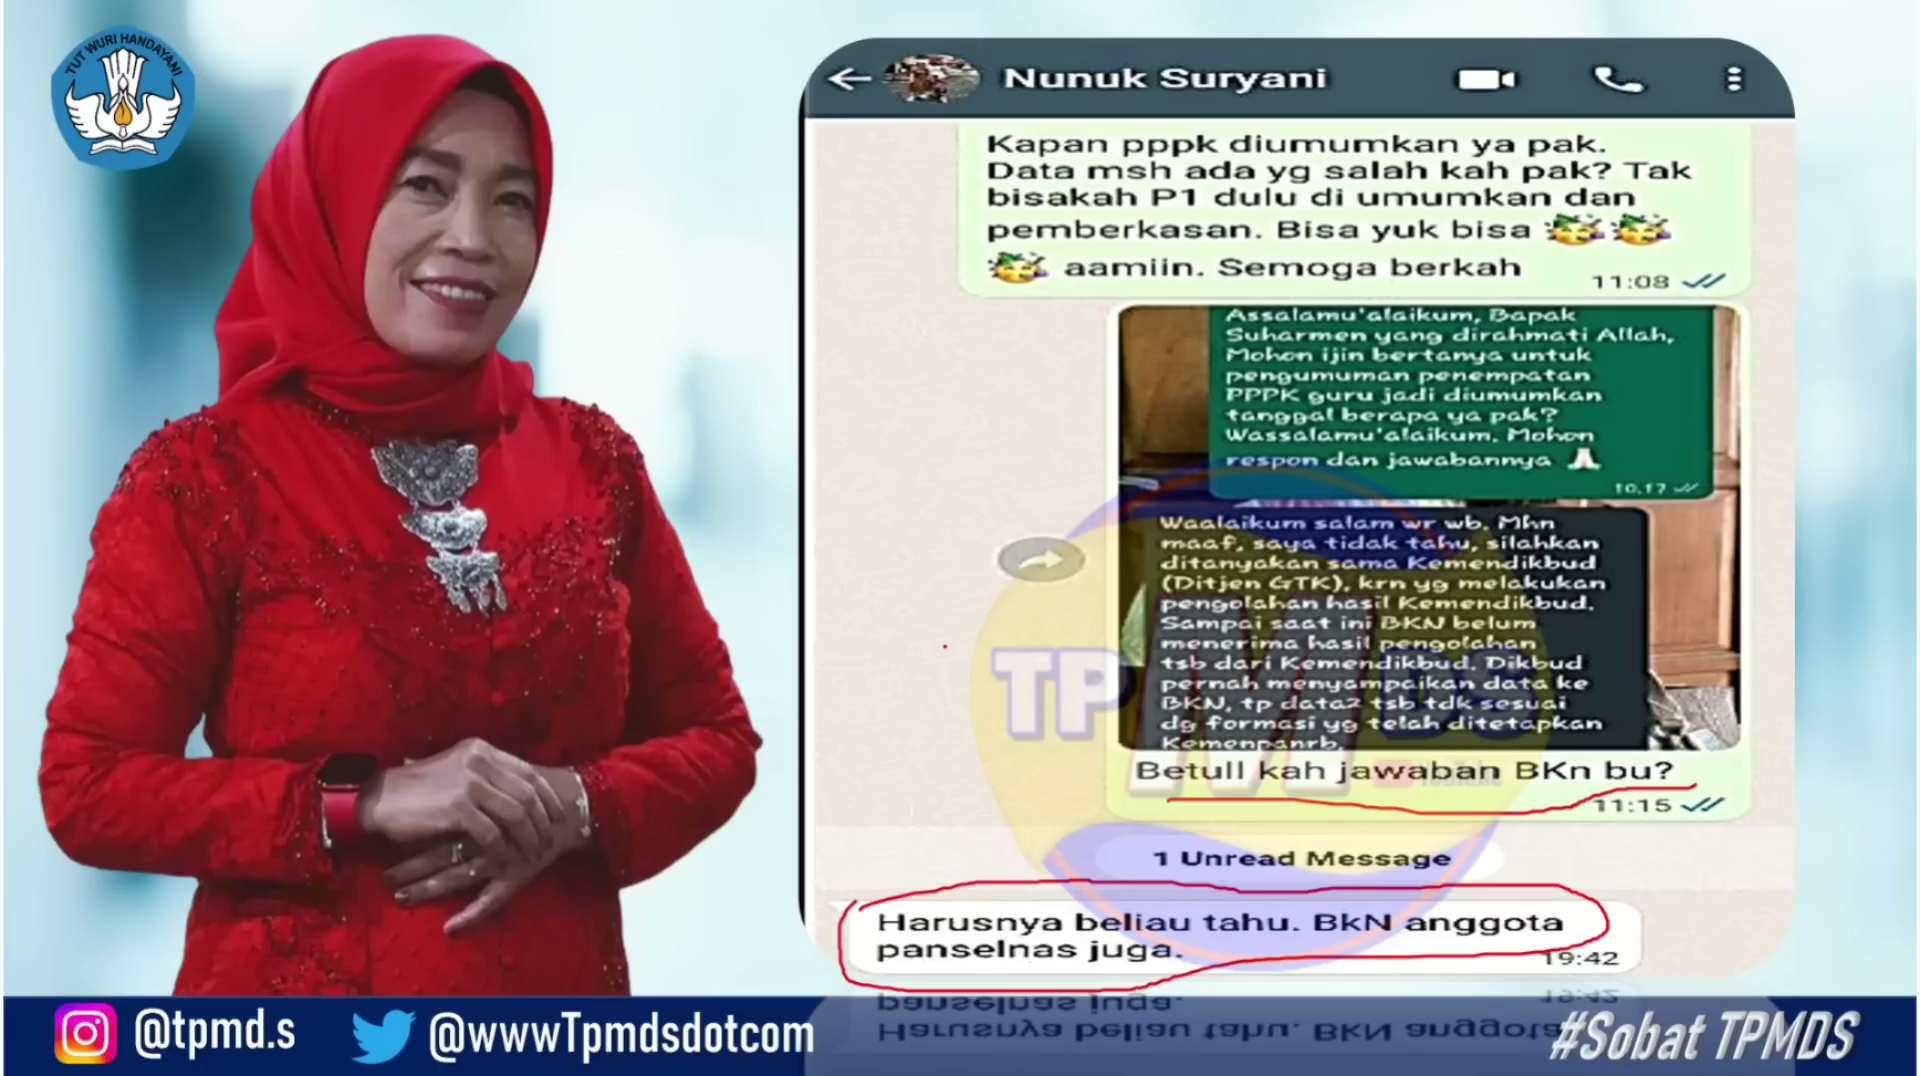 TUT WURI HANDAYANI
Nunuk Suryani
Kapan pppk diumumkan ya pak.
Data msh ada yg salah kah pak? Tak
bisakah P1 dulu di umumkan dan
pemberkasan. Bisa yuk bisa
aamiin. Semoga berkah
11:08
Assalamu'alaikum, Bapak
Suharmen yang dirahmati Allah,
Mohon ijin bertanya untuk
pengumuman penempatan
PPPK guru jadi diumumkan
tanggal berapa ya pak?
Wassalamu'alaikum. Mohon
respon dan jawabannya
10.17
Waalaikum salam wr wb. Mhn
maaf, saya tidak tahu, silahkan
ditanyakan sama Kemendikbud
(Ditjen GTK), krn yg melakukan
pengolahan hasil Kemendikbud.
Sampai saat ini BKN belum
menerima hasil pengolahan
tsb dari Kemendikbud. Dikbud
pernah menyampaikan data ke
BKN, tp data2 tsb tdk sesuai
dg formasi yg telah ditetapkan
Kemenpanrb.
TPMDS
Betull kah jawaban BKn bu?
11:15
1 Unread Message
Harusnya beliau tahu. BkN anggota
panselnas juga.
19:42
@tpmd.s
@wwwTpmdsdotcom
#Sobat TPMDS